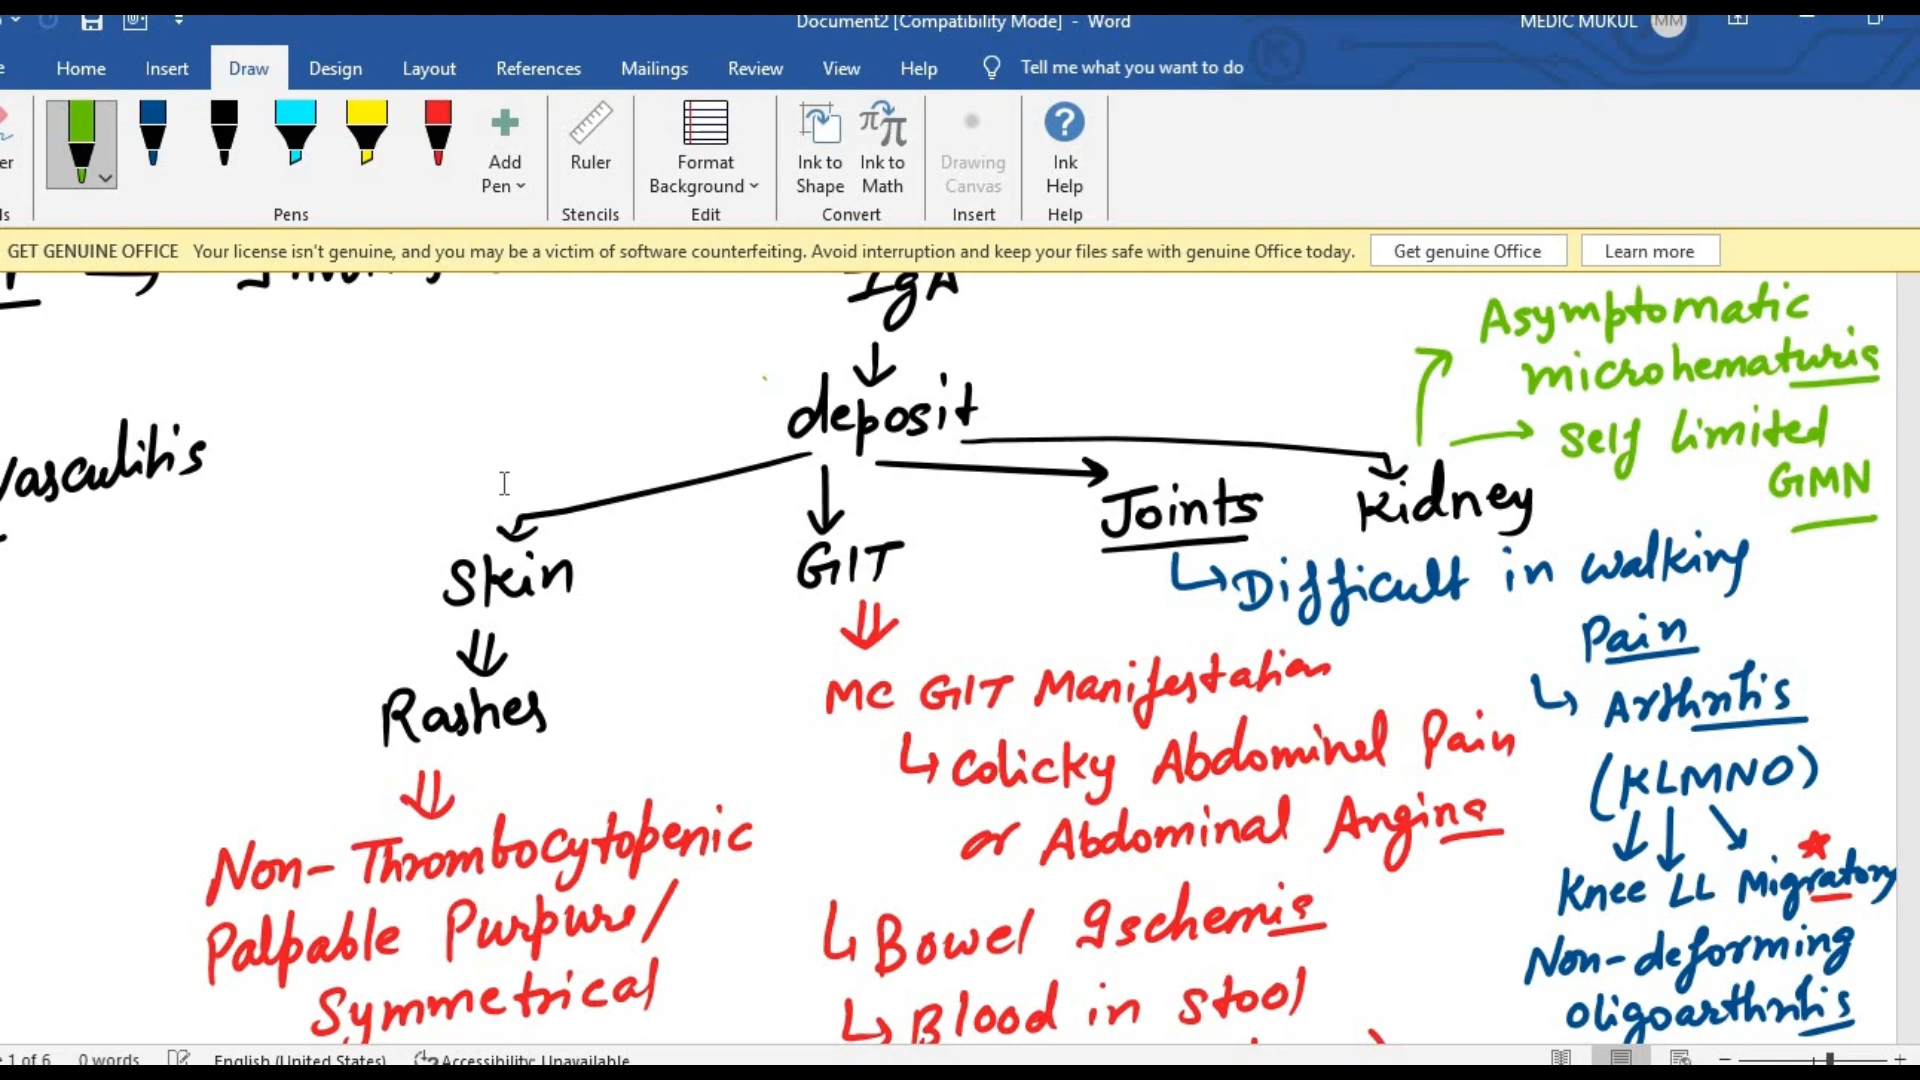 Document2 [Compatibility Mode] - Word
MEDIC MUKUL MM
Home Insert Draw Design Layout References Mailings Review View Help Tell me what you want to do
Add Pen
Ruler
Format Background
Ink to Shape
Ink to Math
Drawing Canvas
Ink Help
Pens Stencils Edit Convert Insert Help
GET GENUINE OFFICE Your license isn't genuine, and you may be a victim of software counterfeiting. Avoid interruption and keep your files safe with genuine Office today. Get genuine Office Learn more
IgA
deposit
Vasculitis
Skin
Rashes
Non-Thrombocytopenic
Palpable Purpura/
Symmetrical
GIT
MC GIT Manifestation
Colicky Abdominal Pain
or Abdominal Angina
Bowel Ischemia
Blood in stool
Joints
Difficult in walking
Pain
Arthritis
(KLMNO)
Knee LL Migratory
Non-deforming
oligoarthritis
Kidney
Asymptomatic
microhematuria
Self limited
GMN
1 of 6 0 words English (United States) Accessibility: Unavailable